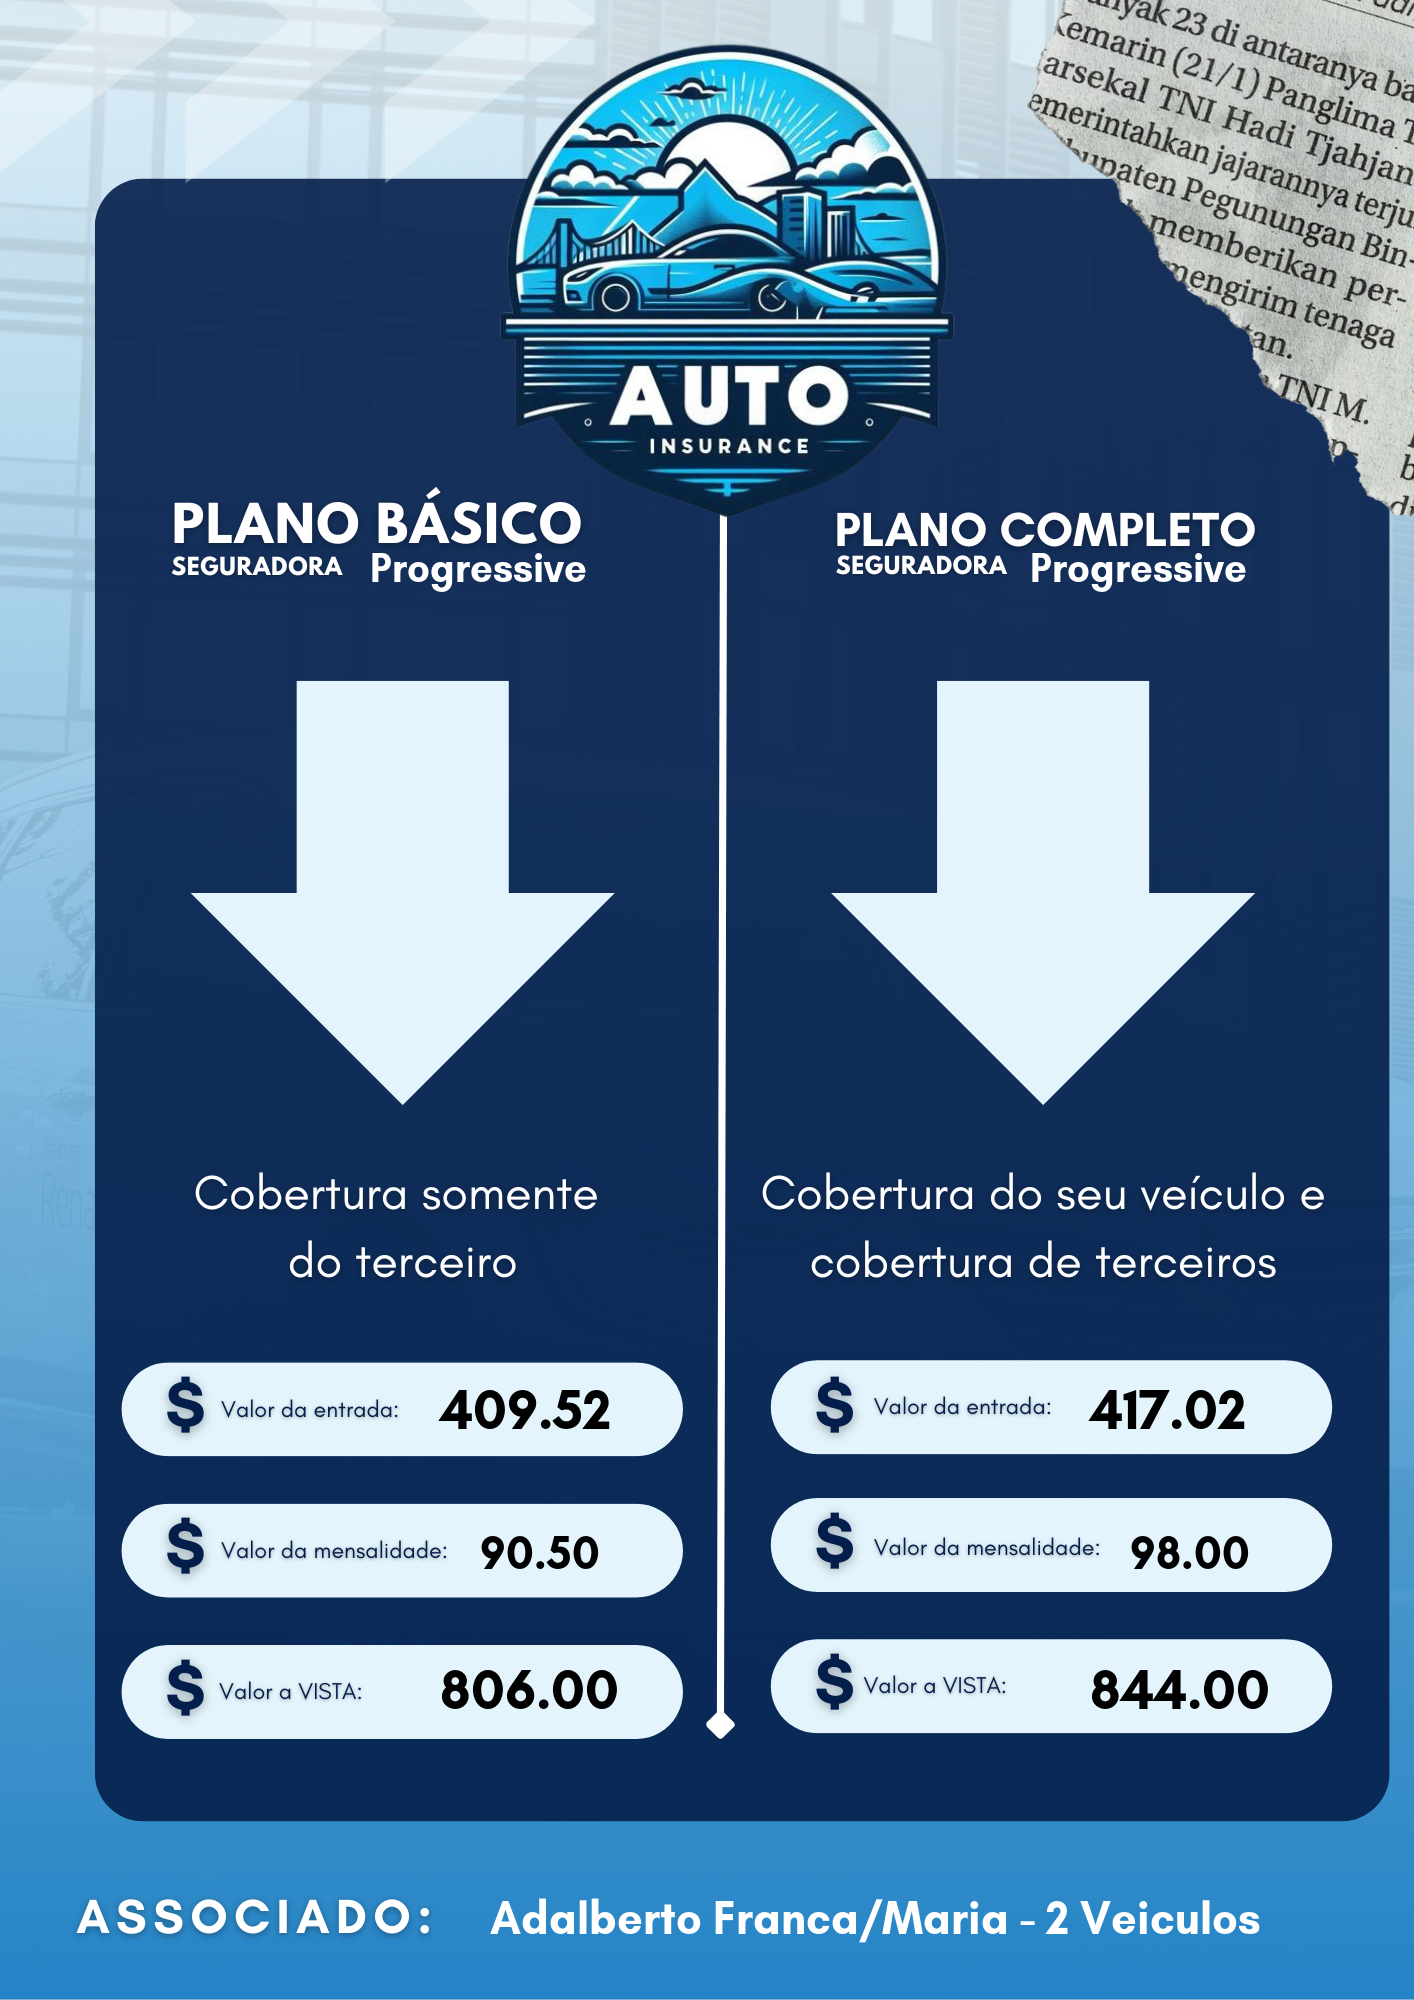 anyak 23 di antaranya ba
Kemarin (21/1) Panglima T
arsekal TNI Hadi Tjahjan
emerintahkan jajarannya terju
bupaten Pegunungan Bin-
memberikan per-
mengirim tenaga
tan.
TNI M.
AUTO
INSURANCE
PLANO BÁSICO
SEGURADORA Progressive
Cobertura somente
do terceiro
$ Valor da entrada: 409.52
$ Valor da mensalidade: 90.50
$ Valor a VISTA: 806.00
PLANO COMPLETO
SEGURADORA Progressive
Cobertura do seu veículo e
cobertura de terceiros
$ Valor da entrada: 417.02
$ Valor da mensalidade: 98.00
$ Valor a VISTA: 844.00
ASSOCIADO: Adalberto Franca/Maria - 2 Veiculos